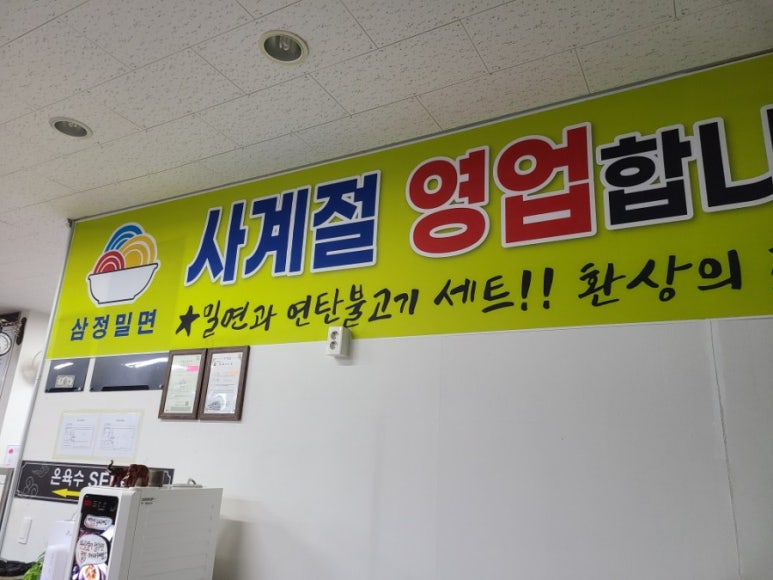 사계절 영업합니
삼정밀면
★밀면과 연탄불고기 세트!! 환상의
온육수 SE